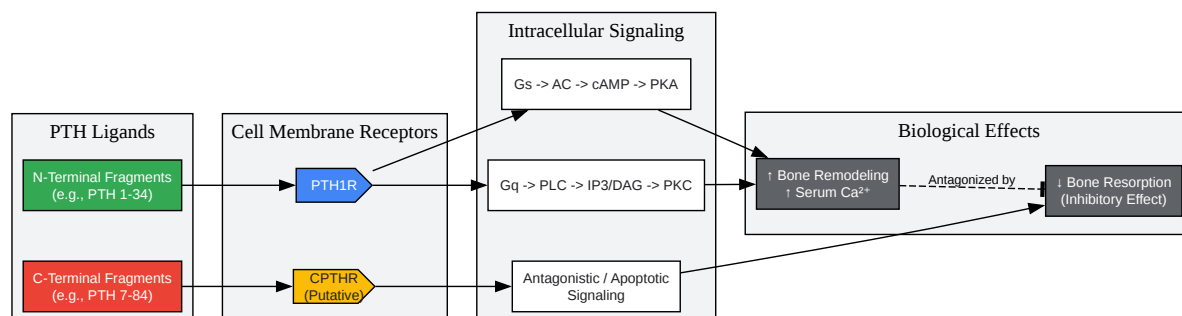 PTH Ligands
N-Terminal Fragments
(e.g., PTH 1-34)
C-Terminal Fragments
(e.g., PTH 7-84)
Cell Membrane Receptors
PTH1R
CPTHR
(Putative)
Intracellular Signaling
Gs -> AC -> cAMP -> PKA
Gq -> PLC -> IP3/DAG -> PKC
Antagonistic / Apoptotic
Signaling
Biological Effects
↑ Bone Remodeling
↑ Serum Ca²⁺
Antagonized by
↓ Bone Resorption
(Inhibitory Effect)